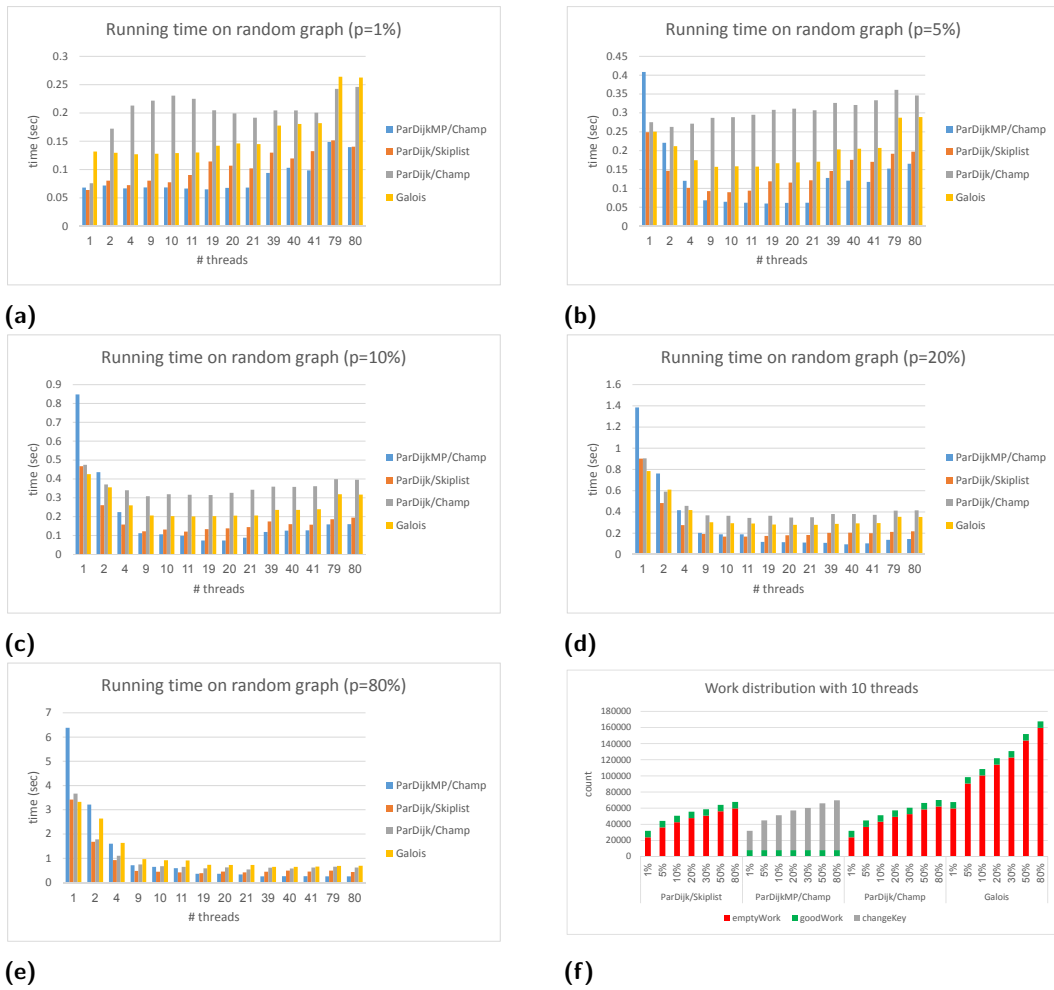 Running time on random graph (p=1%)
0.3
0.25
0.2
0.15
0.1
0.05
0
time (sec)
1 2 4 9 10 11 19 20 21 39 40 41 79 80
# threads
ParDijkMP/Champ
ParDijk/Skiplist
ParDijk/Champ
Galois
(a)
Running time on random graph (p=5%)
0.45
0.4
0.35
0.3
0.25
0.2
0.15
0.1
0.05
0
time (sec)
1 2 4 9 10 11 19 20 21 39 40 41 79 80
# threads
ParDijkMP/Champ
ParDijk/Skiplist
ParDijk/Champ
Galois
(b)
Running time on random graph (p=10%)
0.9
0.8
0.7
0.6
0.5
0.4
0.3
0.2
0.1
0
time (sec)
1 2 4 9 10 11 19 20 21 39 40 41 79 80
# threads
ParDijkMP/Champ
ParDijk/Skiplist
ParDijk/Champ
Galois
(c)
Running time on random graph (p=20%)
1.6
1.4
1.2
1
0.8
0.6
0.4
0.2
0
time (sec)
1 2 4 9 10 11 19 20 21 39 40 41 79 80
# threads
ParDijkMP/Champ
ParDijk/Skiplist
ParDijk/Champ
Galois
(d)
Running time on random graph (p=80%)
7
6
5
4
3
2
1
0
time (sec)
1 2 4 9 10 11 19 20 21 39 40 41 79 80
# threads
ParDijkMP/Champ
ParDijk/Skiplist
ParDijk/Champ
Galois
(e)
Work distribution with 10 threads
180000
160000
140000
120000
100000
80000
60000
40000
20000
0
count
1% 5% 10% 20% 30% 50% 80% 1% 5% 10% 20% 30% 50% 80% 1% 5% 10% 20% 30% 50% 80% 1% 5% 10% 20% 30% 50% 80%
ParDijk/Skiplist ParDijkMP/Champ ParDijk/Champ Galois
emptyWork goodWork changeKey
(f)